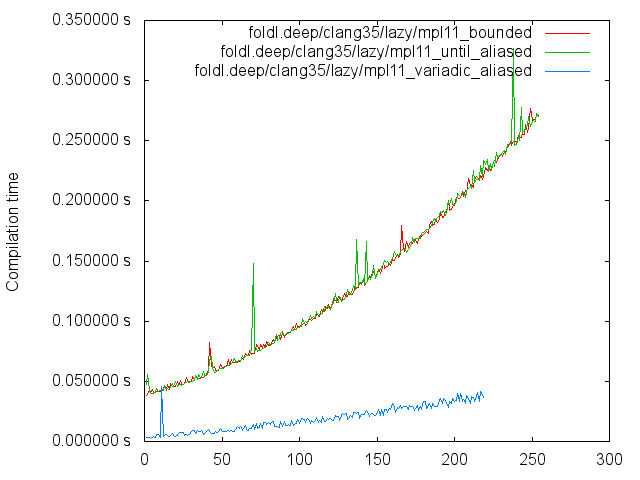 0.350000 s
foldl.deep/clang35/lazy/mpl11_bounded
foldl.deep/clang35/lazy/mpl11_until_aliased
0.300000 s
foldl.deep/clang35/lazy/mpl11_variadic_aliased
0.250000 s
0.200000 s
Compilation time
0.150000 s
0.100000 s
0.050000 s
0.000000 s
0 50 100 150 200 250 300